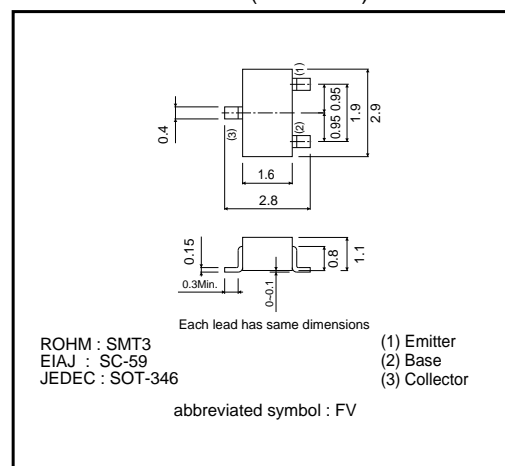 (1)
0.95 0.95
1.9
2.9
0.4
(3)
(2)
1.6
2.8
0.15
0.8
1.1
0.3Min.
0~0.1
Each lead has same dimensions
ROHM : SMT3
EIAJ : SC-59
JEDEC : SOT-346
(1) Emitter
(2) Base
(3) Collector
abbreviated symbol : FV